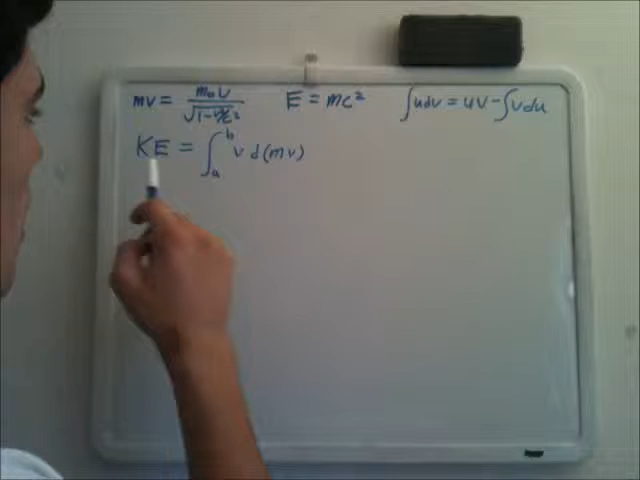 mv = m₀v / √(1-v²/c²)   E = mc²   ∫udv = uv - ∫vdu
KE = ∫ₐᵇ v d(mv)